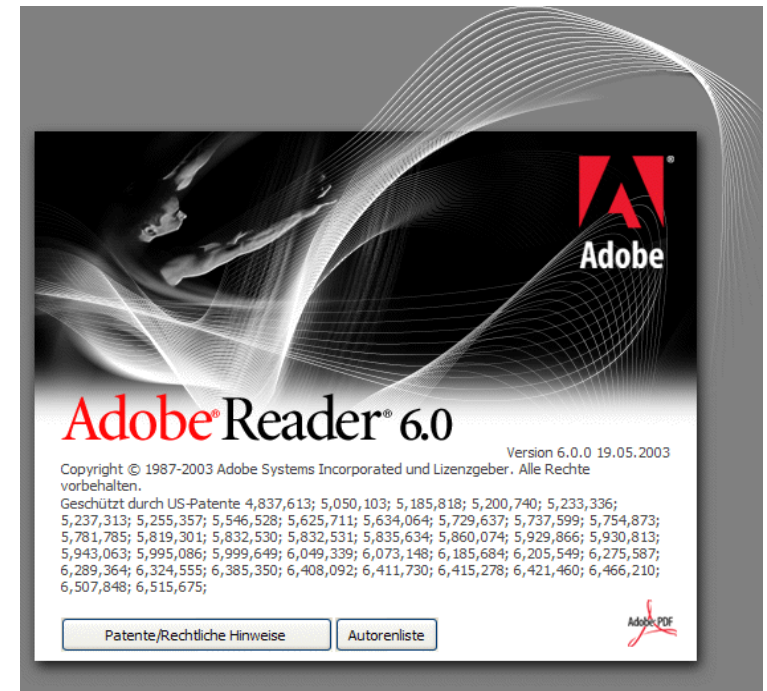 Adobe
Adobe® Reader® 6.0
Version 6.0.0 19.05.2003
Copyright © 1987-2003 Adobe Systems Incorporated und Lizenzgeber. Alle Rechte
vorbehalten.
Geschützt durch US-Patente 4,837,613; 5,050,103; 5,185,818; 5,200,740; 5,233,336;
5,237,313; 5,255,357; 5,546,528; 5,625,711; 5,634,064; 5,729,637; 5,737,599; 5,754,873;
5,781,785; 5,819,301; 5,832,530; 5,832,531; 5,835,634; 5,860,074; 5,929,866; 5,930,813;
5,943,063; 5,995,086; 5,999,649; 6,049,339; 6,073,148; 6,185,684; 6,205,549; 6,275,587;
6,289,364; 6,324,555; 6,385,350; 6,408,092; 6,411,730; 6,415,278; 6,421,460; 6,466,210;
6,507,848; 6,515,675;
Patente/Rechtliche Hinweise
Autorenliste
Adobe PDF